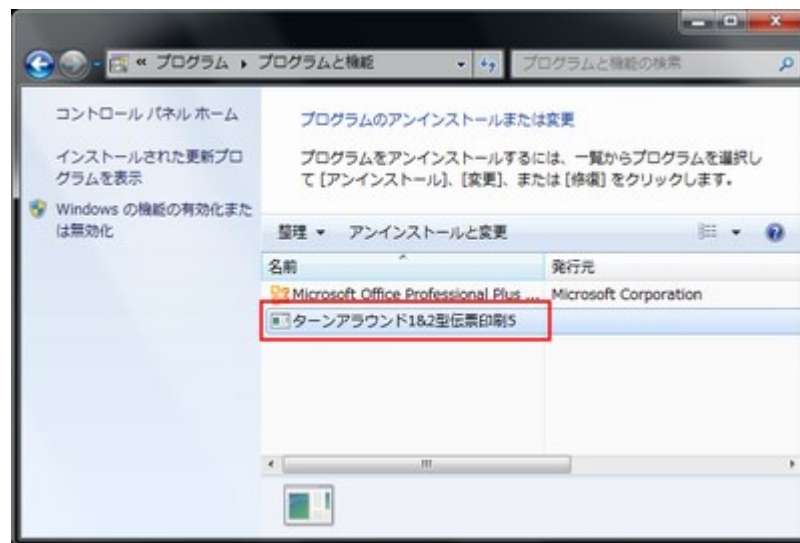 « プログラム ▸ プログラムと機能
プログラムと機能の検索
コントロール パネル ホーム
インストールされた更新プロ
グラムを表示
Windows の機能の有効化また
は無効化
プログラムのアンインストールまたは変更
プログラムをアンインストールするには、一覧からプログラムを選択し
て [アンインストール]、[変更]、または [修復] をクリックします。
整理 ▼ アンインストールと変更
名前 発行元
Microsoft Office Professional Plus ... Microsoft Corporation
ターンアラウンド1&2型伝票印刷5